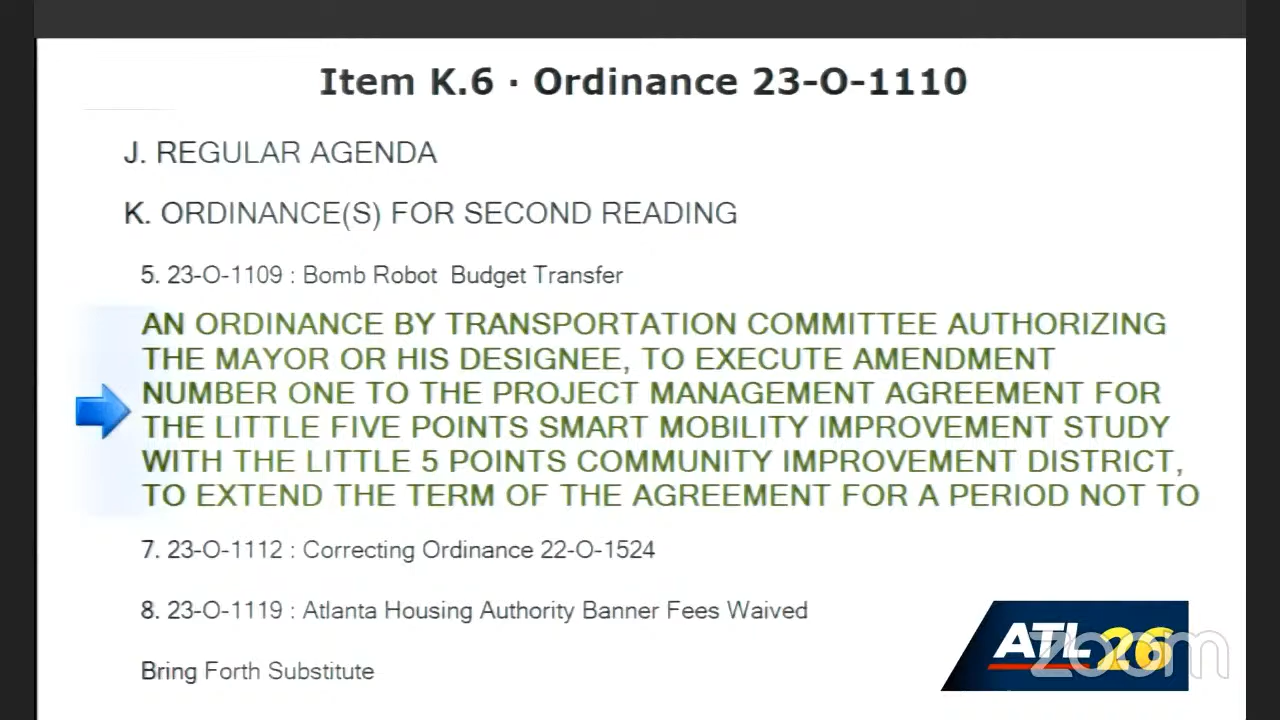 Item K.6 · Ordinance 23-O-1110
J. REGULAR AGENDA
K. ORDINANCE(S) FOR SECOND READING
5. 23-O-1109 : Bomb Robot Budget Transfer
AN ORDINANCE BY TRANSPORTATION COMMITTEE AUTHORIZING
THE MAYOR OR HIS DESIGNEE, TO EXECUTE AMENDMENT
NUMBER ONE TO THE PROJECT MANAGEMENT AGREEMENT FOR
THE LITTLE FIVE POINTS SMART MOBILITY IMPROVEMENT STUDY
WITH THE LITTLE 5 POINTS COMMUNITY IMPROVEMENT DISTRICT,
TO EXTEND THE TERM OF THE AGREEMENT FOR A PERIOD NOT TO
7. 23-O-1112 : Correcting Ordinance 22-O-1524
8. 23-O-1119 : Atlanta Housing Authority Banner Fees Waived
Bring Forth Substitute
ATL 26
zoom